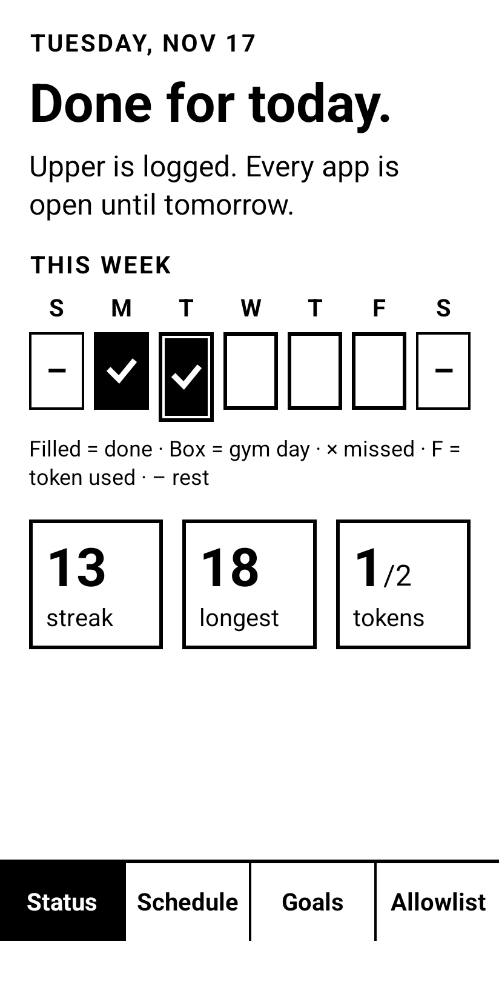 TUESDAY, NOV 17
Done for today.
Upper is logged. Every app is
open until tomorrow.
THIS WEEK
S M T W T F S
– ✓ ✓ –
Filled = done · Box = gym day · × missed · F =
token used · – rest
13 18 1/2
streak longest tokens
Status Schedule Goals Allowlist